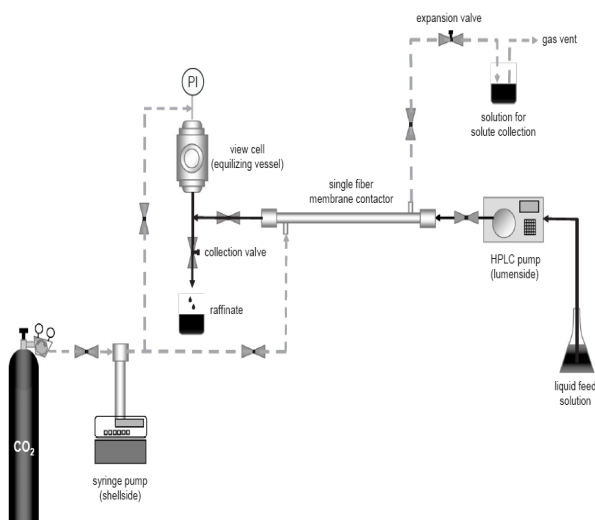 expansion valve
gas vent
solution for
solute collection
PI
view cell
(equilizing vessel)
single fiber
membrane contactor
HPLC pump
(lumenside)
collection valve
raffinate
liquid feed
solution
CO₂
syringe pump
(shellside)